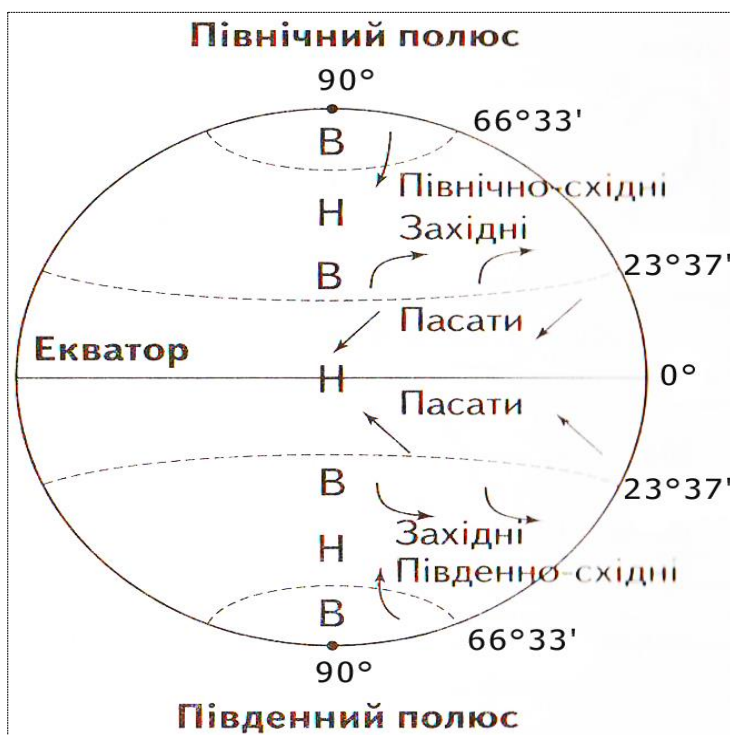 Північний полюс
90°
66°33'
В
Північно-східні
Н
Західні
В
23°37'
Пасати
Екватор
Н
0°
Пасати
В
23°37'
Західні
Н
Південно-східні
В
66°33'
90°
Південний полюс